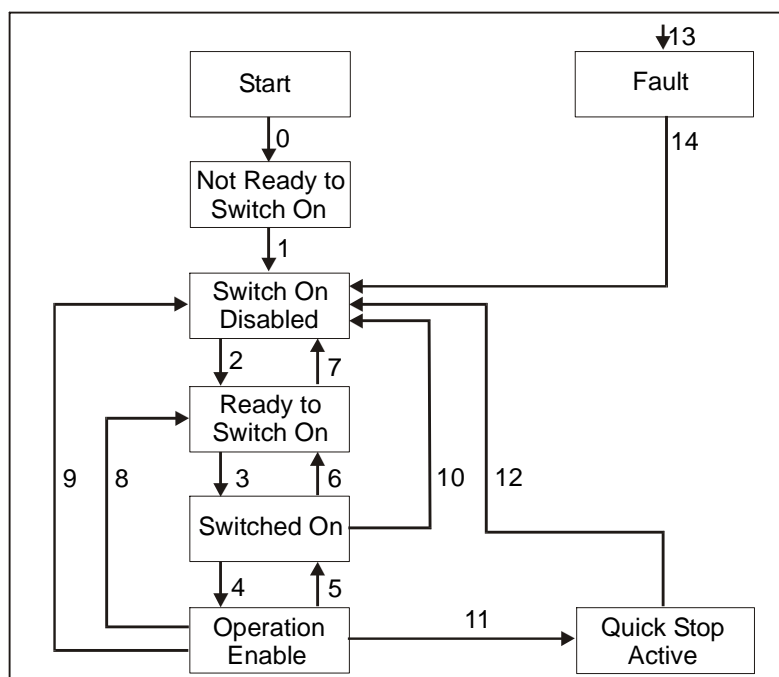 13
Start
Fault
0
14
Not Ready to
Switch On
1
Switch On
Disabled
2
7
Ready to
Switch On
9
8
3
6
10
12
Switched On
4
5
11
Operation
Enable
Quick Stop
Active